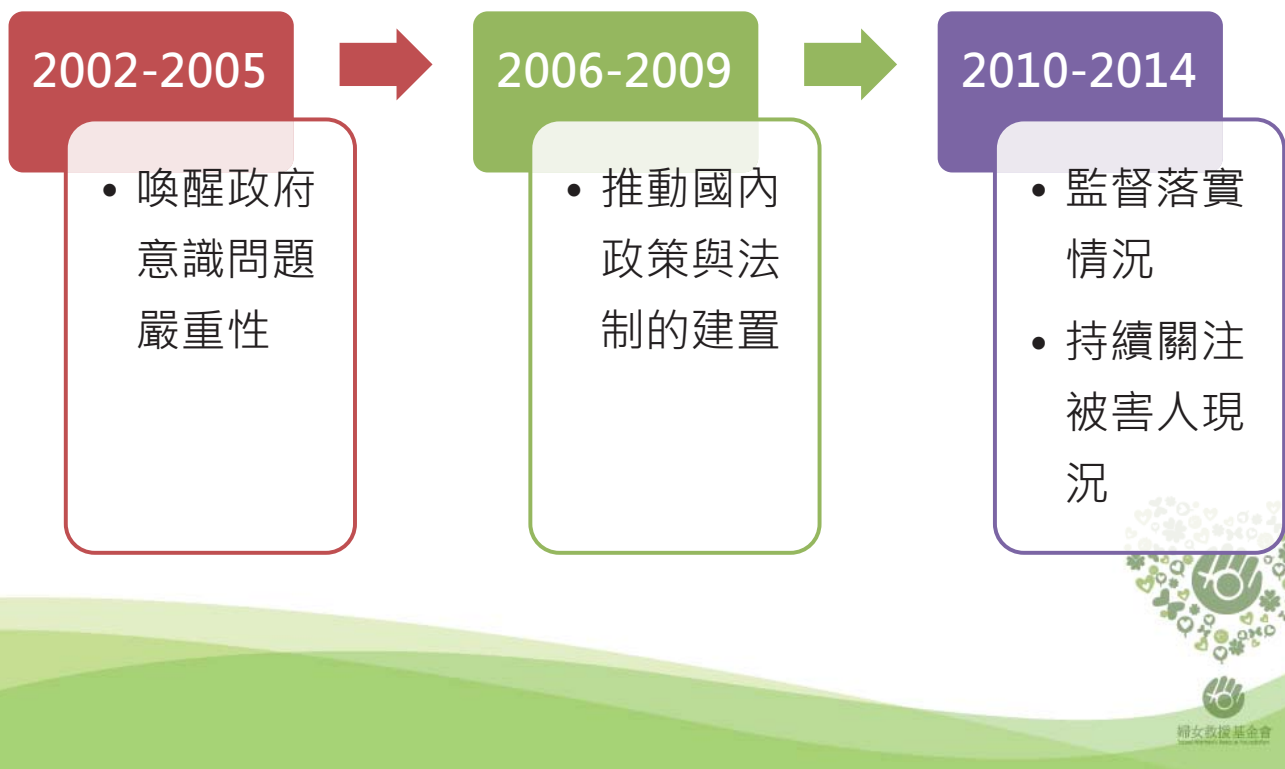 2002-2005
• 喚醒政府
意識問題
嚴重性
2006-2009
• 推動國內
政策與法
制的建置
2010-2014
• 監督落實
情況
• 持續關注
被害人現
況
婦女救援基金會